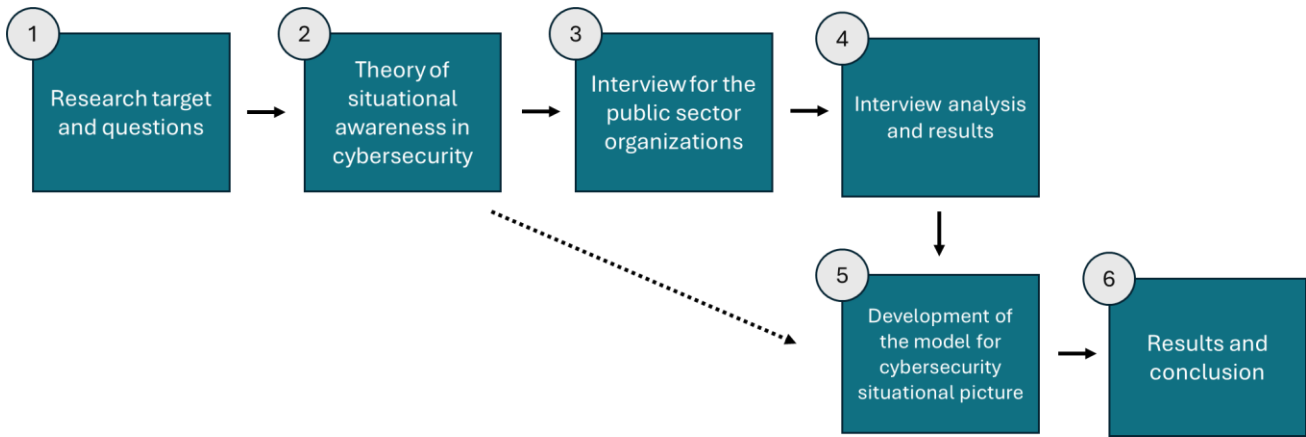 1
Research target
and questions
2
Theory of
situational
awareness in
cybersecurity
3
Interview for the
public sector
organizations
4
Interview analysis
and results
5
Development of
the model for
cybersecurity
situational picture
6
Results and
conclusion